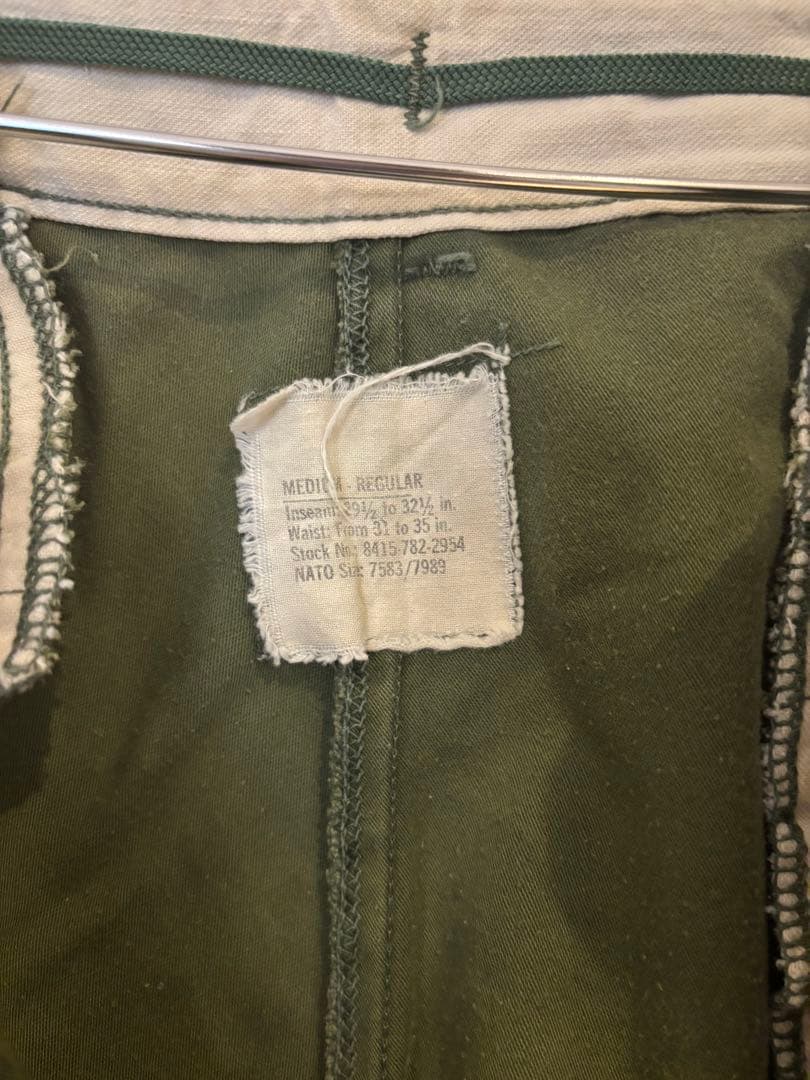 MEDIUM - REGULAR
Inseam: 29½ to 32½ in.
Waist: From 31 to 35 in.
Stock No.: 8415-782-2954
NATO Size: 7583/7989